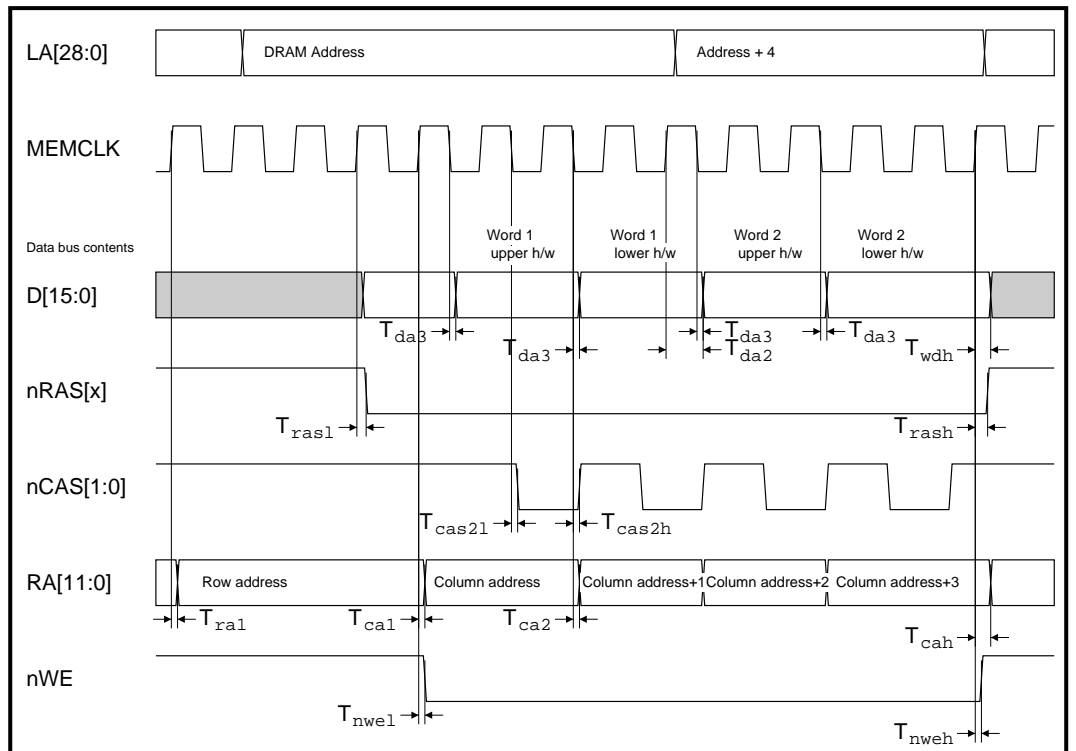 LA[28:0]
DRAM Address
Address + 4
MEMCLK
Data bus contents
Word 1
upper h/w
Word 1
lower h/w
Word 2
upper h/w
Word 2
lower h/w
D[15:0]
Tda3
Tda3
Tda3
Tda2
Tda3
Twdh
nRAS[x]
Trasl
Trash
nCAS[1:0]
Tcas2l
Tcas2h
RA[11:0]
Row address
Column address
Column address+1
Column address+2
Column address+3
Tra1
Tca1
Tca2
Tcah
nWE
Tnwel
Tnweh